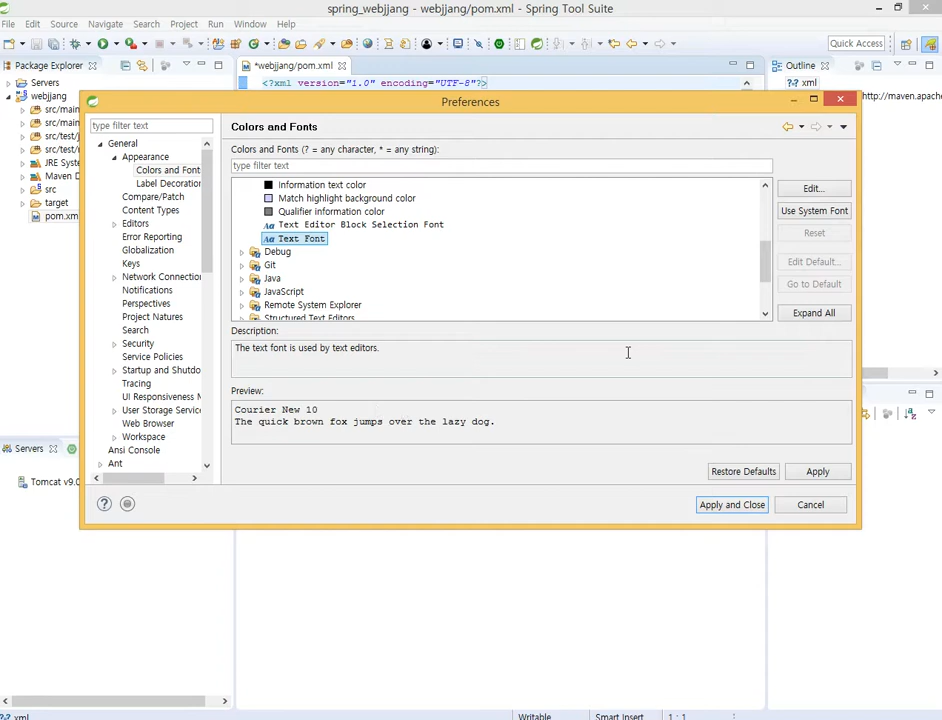 spring_webjjang - webjjang/pom.xml - Spring Tool Suite
File Edit Source Navigate Search Project Run Window Help
Quick Access
Package Explorer
*webjjang/pom.xml
Outline
Servers
<?xml version="1.0" encoding="UTF-8"?>
xml
webjjang
http://maven.apache
src/main
src/main
src/test/j
src/test/
JRE Syste
Maven D
src
target
pom.xm
Preferences
type filter text
General
Appearance
Colors and Font
Label Decoration
Compare/Patch
Content Types
Editors
Error Reporting
Globalization
Keys
Network Connection
Notifications
Perspectives
Project Natures
Search
Security
Service Policies
Startup and Shutdo
Tracing
UI Responsiveness M
User Storage Service
Web Browser
Workspace
Ansi Console
Ant
Colors and Fonts
Colors and Fonts (? = any character, * = any string):
type filter text
Information text color
Match highlight background color
Qualifier information color
Text Editor Block Selection Font
Text Font
Debug
Git
Java
JavaScript
Remote System Explorer
Structured Text Editors
Edit...
Use System Font
Reset
Edit Default...
Go to Default
Expand All
Description:
The text font is used by text editors.
Preview:
Courier New 10
The quick brown fox jumps over the lazy dog.
Restore Defaults
Apply
Apply and Close
Cancel
Servers
Tomcat v9.0
xml
Writable
Smart Insert
1 : 1